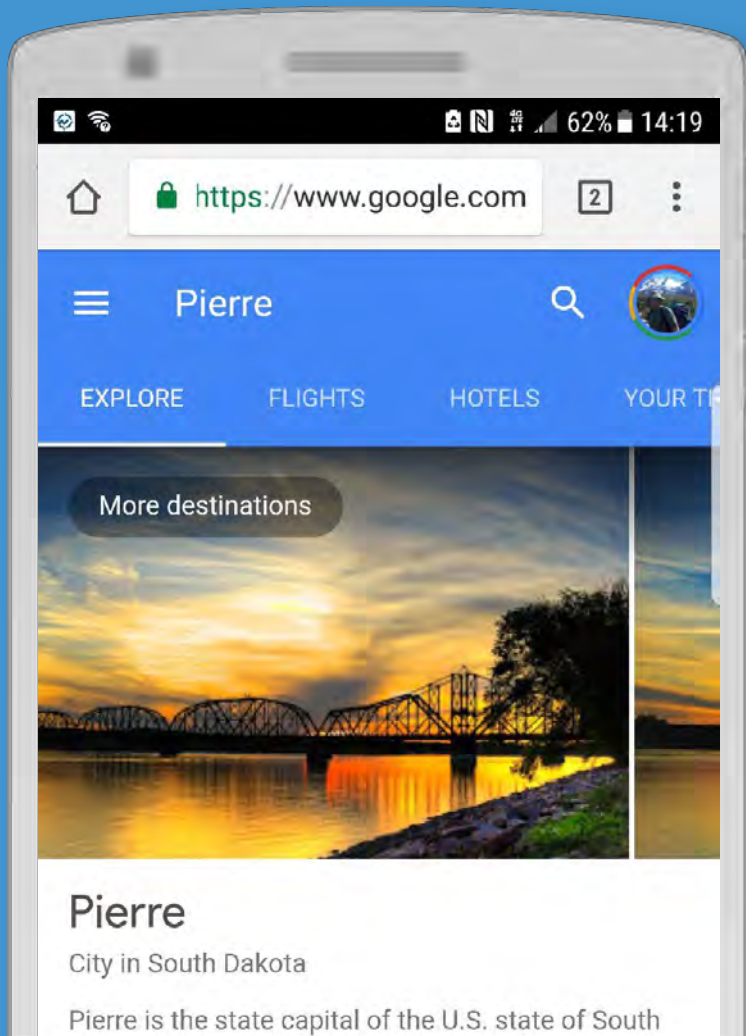 62% 14:19
https://www.google.com 2
Pierre
EXPLORE FLIGHTS HOTELS YOUR
More destinations
Pierre
City in South Dakota
Pierre is the state capital of the U.S. state of South